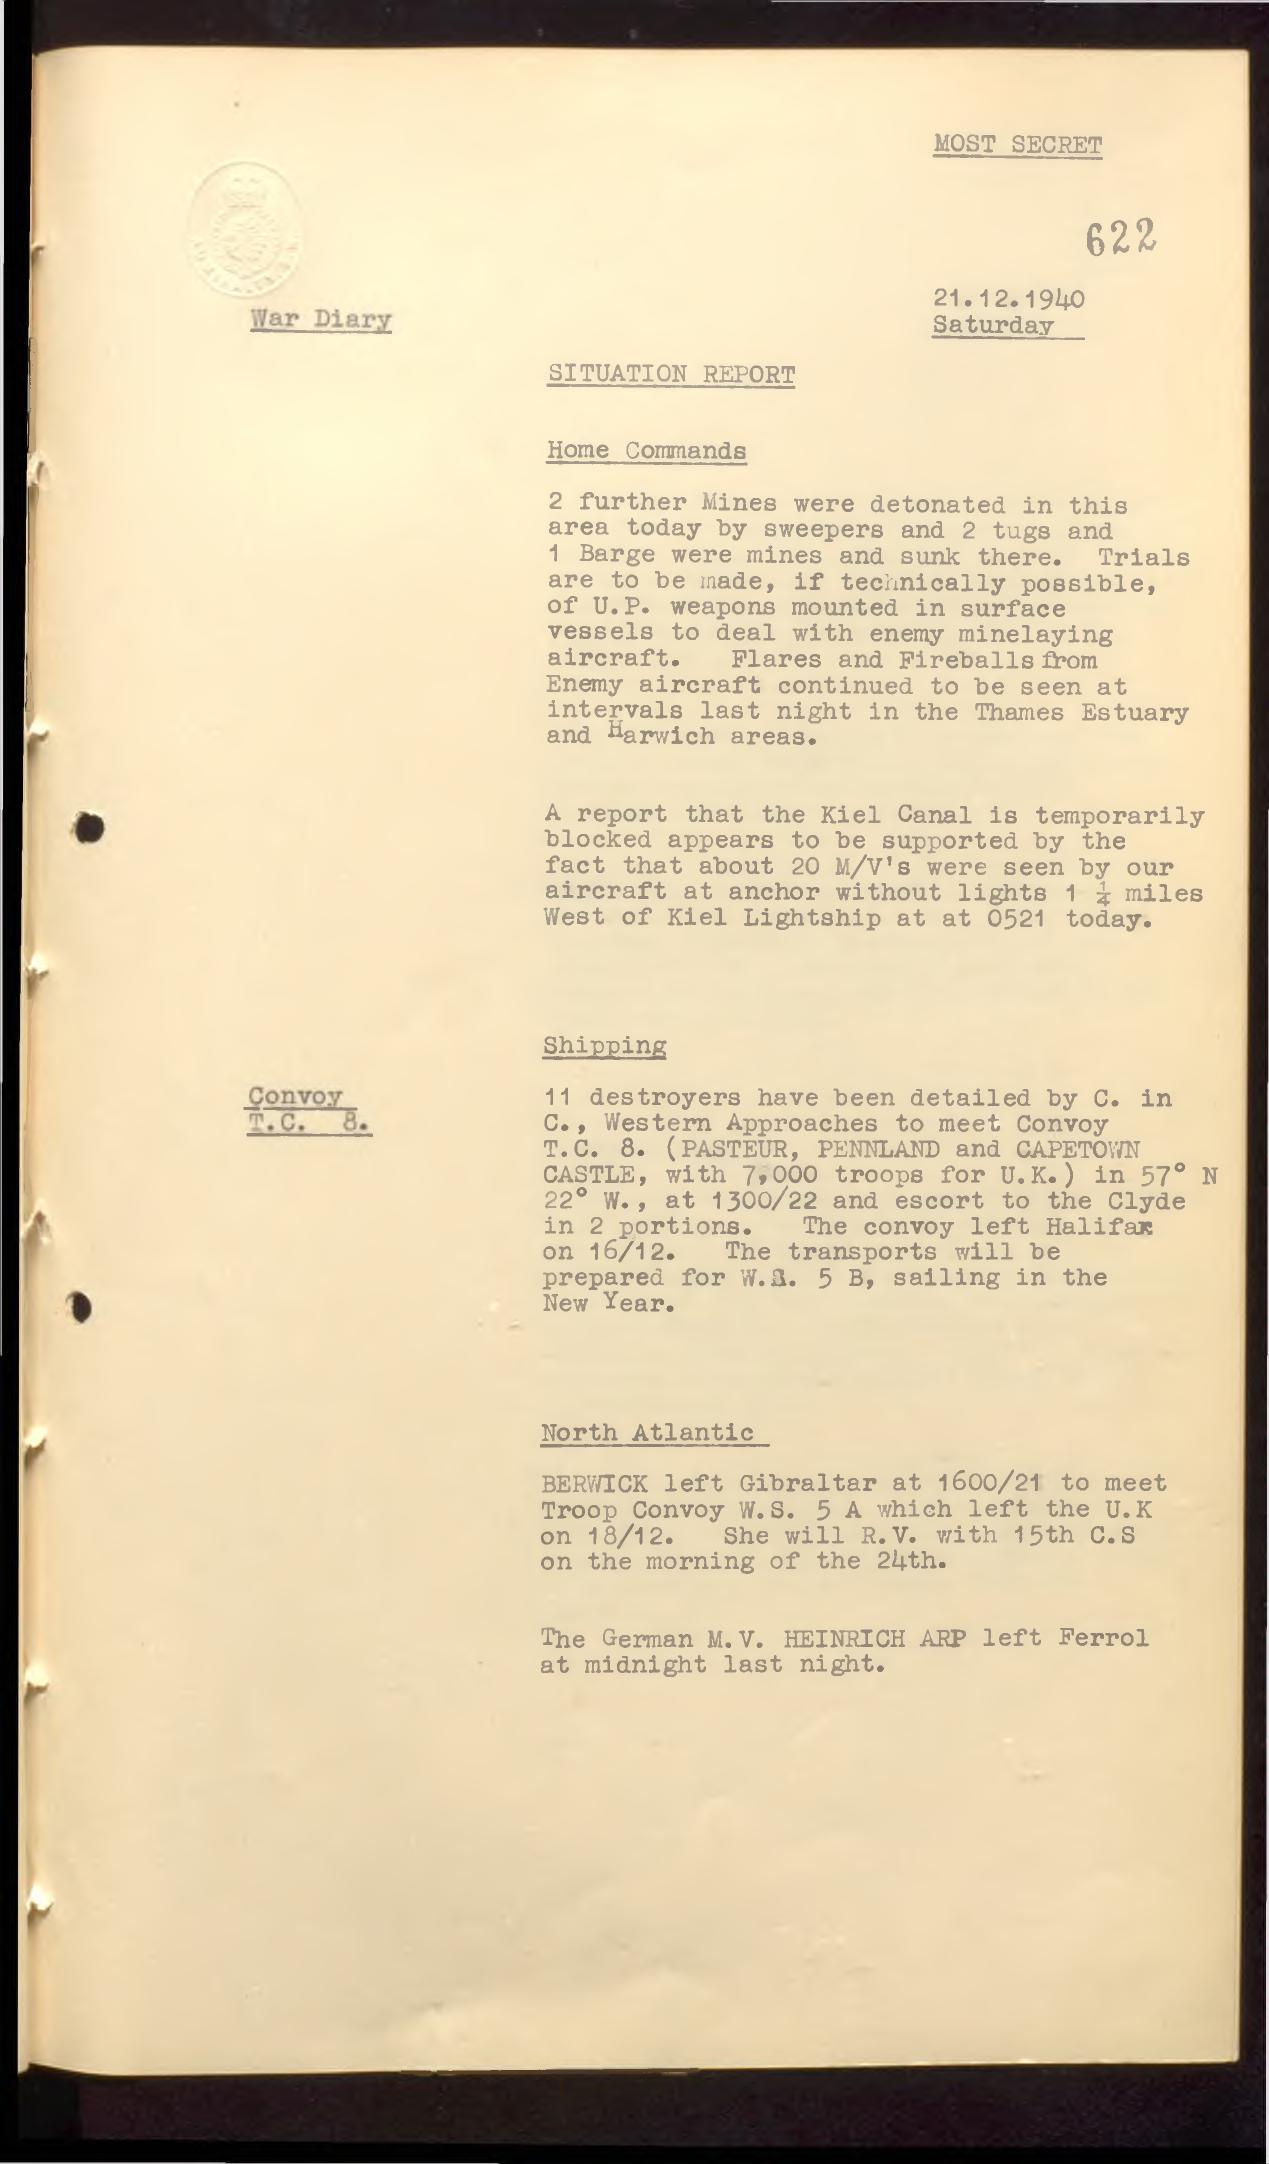 MOST SECRET
622
21.12.1940
War Diary
Saturday
SITUATION REPORT
Home Commands
2 further Mines were detonated in this
area today by sweepers and 2 tugs and
1 Barge were mines and sunk there. Trials
are to be made, if technically possible,
of U.P. weapons mounted in surface
vessels to deal with enemy minelaying
aircraft. Flares and Fireballs from
Enemy aircraft continued to be seen at
intervals last night in the Thames Estuary
and Harwich areas.
A report that the Kiel Canal is temporarily
blocked appears to be supported by the
fact that about 20 M/V's were seen by our
aircraft at anchor without lights 1 ¼ miles
West of Kiel Lightship at at 0521 today.
Shipping
Convoy
T.C. 8.
11 destroyers have been detailed by C. in
C., Western Approaches to meet Convoy
T.C. 8. (PASTEUR, PENNLAND and CAPETOWN
CASTLE, with 7,000 troops for U.K.) in 57° N
22° W., at 1300/22 and escort to the Clyde
in 2 portions. The convoy left Halifax
on 16/12. The transports will be
prepared for W.S. 5 B, sailing in the
New Year.
North Atlantic
BERWICK left Gibraltar at 1600/21 to meet
Troop Convoy W.S. 5 A which left the U.K
on 18/12. She will R.V. with 15th C.S
on the morning of the 24th.
The German M.V. HEINRICH ARP left Ferrol
at midnight last night.